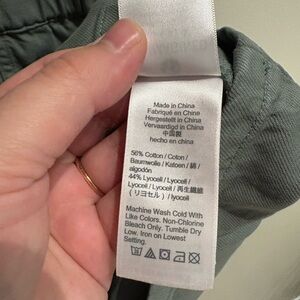 Made in China
Fabriqué en Chine
Hergestellt in China
Vervaardigd in China
中国製
hecho en china
56% Cotton / Coton /
Baumwolle / Katoen / 綿 /
algodón
44% Lyocell / Lyocell /
Lyocell / Lyocell / 再生繊維
(リヨセル) / lyocell
Machine Wash Cold With
Like Colors. Non-Chlorine
Bleach Only. Tumble Dry
Low. Iron on Lowest
Setting.